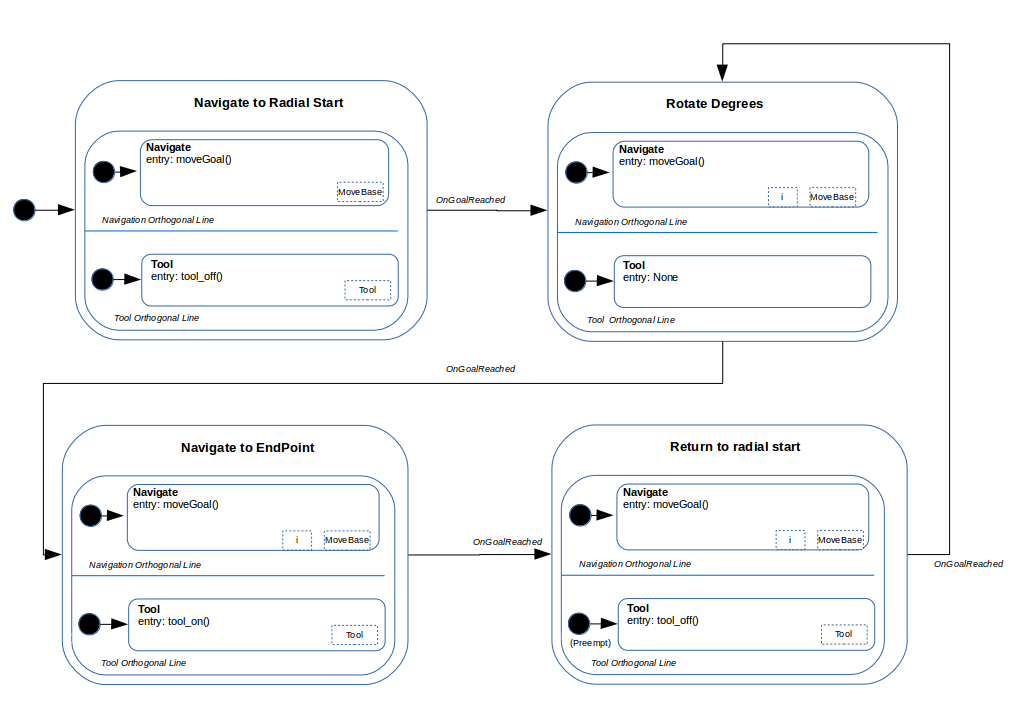 Navigate to Radial Start
Navigate
entry: moveGoal()
MoveBase
Navigation Orthogonal Line
Tool
entry: tool_off()
Tool
Tool Orthogonal Line
OnGoalReached
Rotate Degrees
Navigate
entry: moveGoal()
i
MoveBase
Navigation Orthogonal Line
Tool
entry: None
Tool Orthogonal Line
OnGoalReached
Navigate to EndPoint
Navigate
entry: moveGoal()
i
MoveBase
Navigation Orthogonal Line
Tool
entry: tool_on()
Tool
Tool Orthogonal Line
OnGoalReached
Return to radial start
Navigate
entry: moveGoal()
i
MoveBase
Navigation Orthogonal Line
Tool
entry: tool_off()
Tool
(Preempt)
Tool Orthogonal Line
OnGoalReached